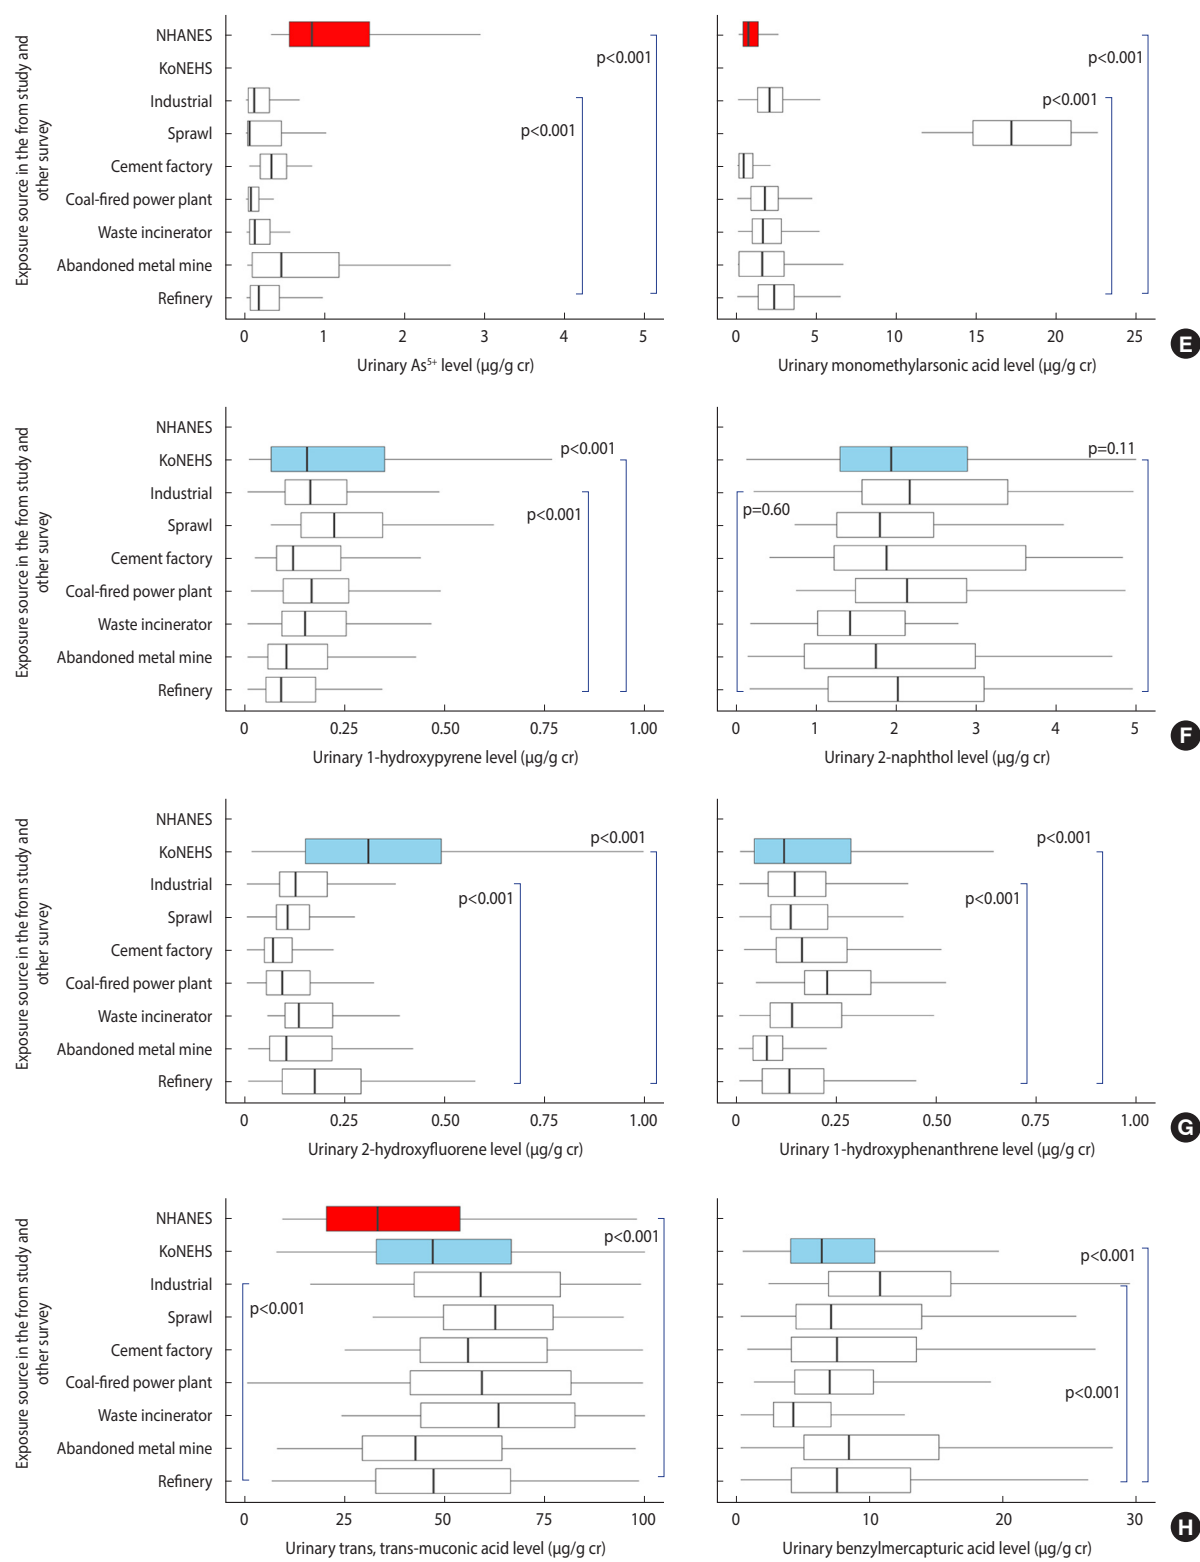 Exposure source in the from study and
other survey
NHANES
KoNEHS
Industrial
Sprawl
Cement factory
Coal-fired power plant
Waste incinerator
Abandoned metal mine
Refinery
p<0.001
p<0.001
0 1 2 3 4 5
Urinary As⁵⁺ level (µg/g cr)
p<0.001
p<0.001
0 5 10 15 20 25
Urinary monomethylarsonic acid level (µg/g cr)
E
Exposure source in the from study and
other survey
NHANES
KoNEHS
Industrial
Sprawl
Cement factory
Coal-fired power plant
Waste incinerator
Abandoned metal mine
Refinery
p<0.001
p<0.001
0 0.25 0.50 0.75 1.00
Urinary 1-hydroxypyrene level (µg/g cr)
p=0.11
p=0.60
0 1 2 3 4 5
Urinary 2-naphthol level (µg/g cr)
F
Exposure source in the from study and
other survey
NHANES
KoNEHS
Industrial
Sprawl
Cement factory
Coal-fired power plant
Waste incinerator
Abandoned metal mine
Refinery
p<0.001
p<0.001
0 0.25 0.50 0.75 1.00
Urinary 2-hydroxyfluorene level (µg/g cr)
p<0.001
p<0.001
0 0.25 0.50 0.75 1.00
Urinary 1-hydroxyphenanthrene level (µg/g cr)
G
Exposure source in the from study and
other survey
NHANES
KoNEHS
Industrial
Sprawl
Cement factory
Coal-fired power plant
Waste incinerator
Abandoned metal mine
Refinery
p<0.001
p<0.001
0 25 50 75 100
Urinary trans, trans-muconic acid level (µg/g cr)
p<0.001
p<0.001
0 10 20 30
Urinary benzylmercapturic acid level (µg/g cr)
H